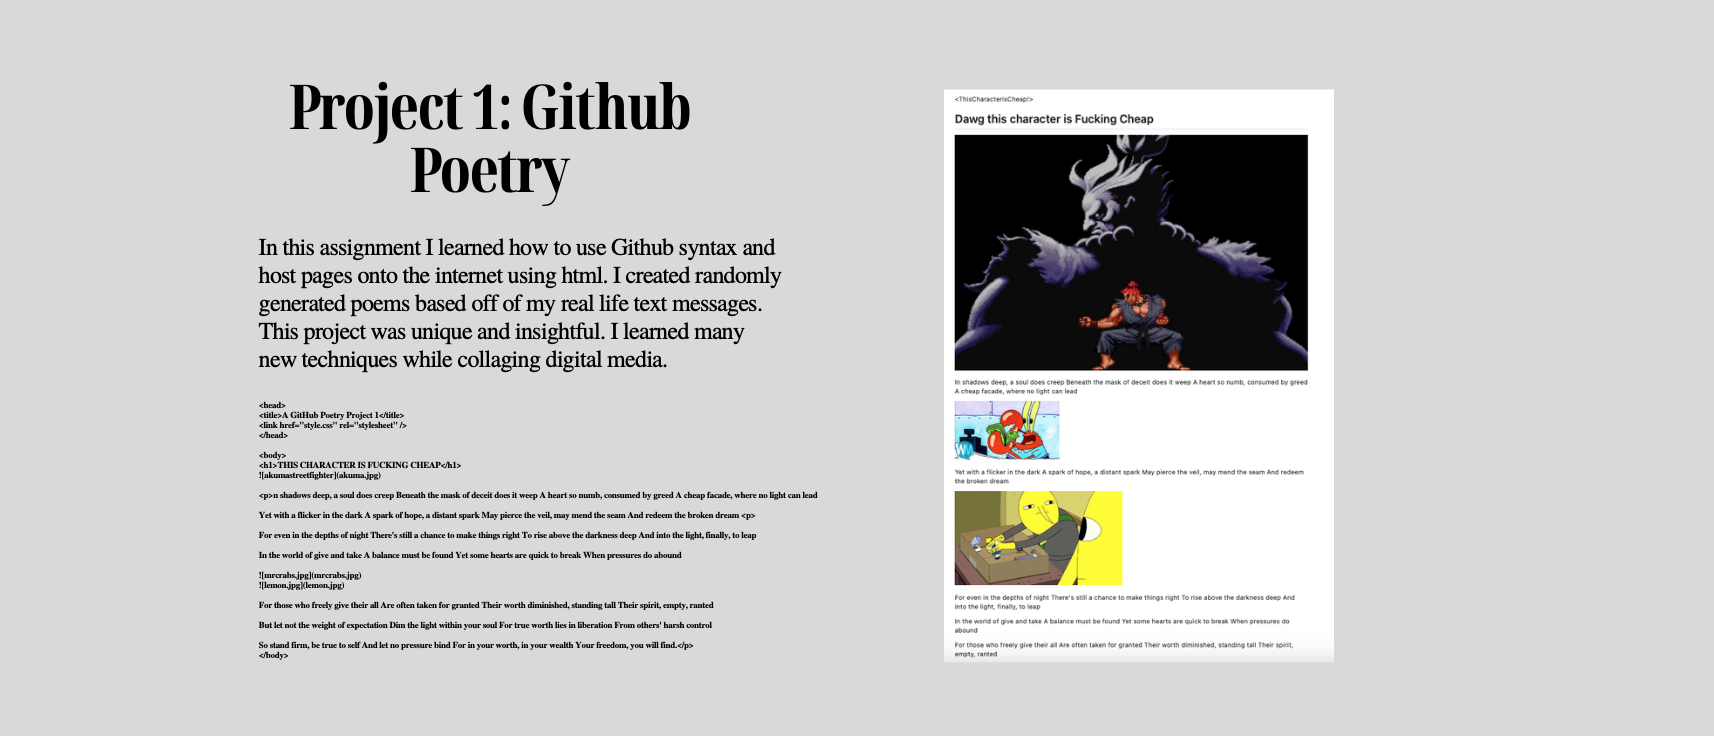 Project 1: Github
Poetry
In this assignment I learned how to use Github syntax and
host pages onto the internet using html. I created randomly
generated poems based off of my real life text messages.
This project was unique and insightful. I learned many
new techniques while collaging digital media.
<head>
<title>A GitHub Poetry Project 1</title>
<link href="style.css" rel="stylesheet" />
</head>
<body>
<h1>THIS CHARACTER IS FUCKING CHEAP</h1>
![akumastreetfighter](akuma.jpg)
<p>n shadows deep, a soul does creep Beneath the mask of deceit does it weep A heart so numb, consumed by greed A cheap facade, where no light can lead
Yet with a flicker in the dark A spark of hope, a distant spark May pierce the veil, may mend the seam And redeem the broken dream <p>
For even in the depths of night There's still a chance to make things right To rise above the darkness deep And into the light, finally, to leap
In the world of give and take A balance must be found Yet some hearts are quick to break When pressures do abound
![mrcrabs.jpg](mrcrabs.jpg)
![lemon.jpg](lemon.jpg)
For those who freely give their all Are often taken for granted Their worth diminished, standing tall Their spirit, empty, ranted
But let not the weight of expectation Dim the light within your soul For true worth lies in liberation From others' harsh control
So stand firm, be true to self And let no pressure bind For in your worth, in your wealth Your freedom, you will find.</p>
</body>
<ThisCharacterisCheap!>
Dawg this character is Fucking Cheap
In shadows deep, a soul does creep Beneath the mask of deceit does it weep A heart so numb, consumed by greed
A cheap facade, where no light can lead
W
Yet with a flicker in the dark A spark of hope, a distant spark May pierce the veil, may mend the seam And redeem
the broken dream
For even in the depths of night There's still a chance to make things right To rise above the darkness deep And
into the light, finally, to leap
In the world of give and take A balance must be found Yet some hearts are quick to break When pressures do
abound
For those who freely give their all Are often taken for granted Their worth diminished, standing tall Their spirit,
empty, ranted